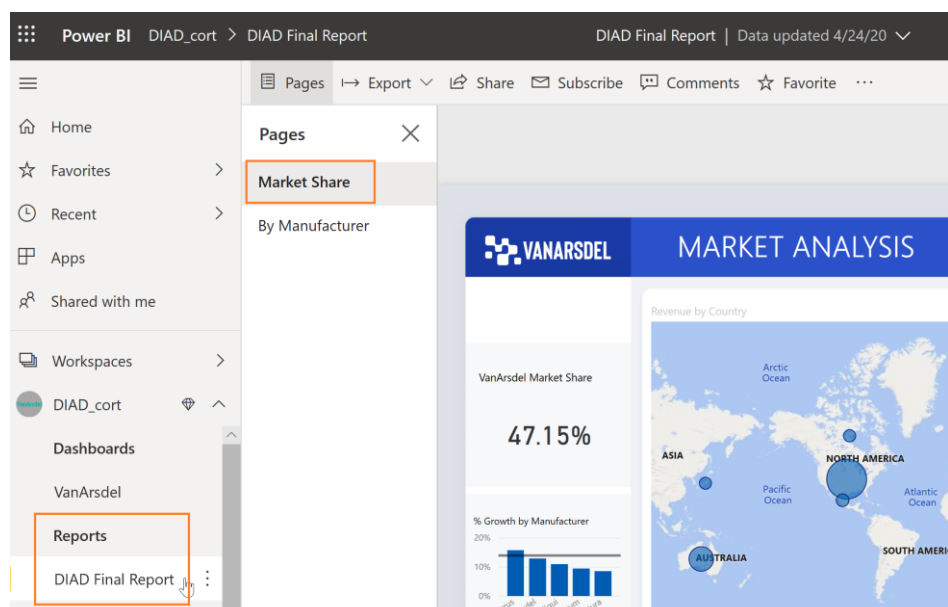 Power BI DIAD_cort > DIAD Final Report
DIAD Final Report | Data updated 4/24/20
Pages
Export
Share
Subscribe
Comments
Favorite
Home
Favorites
Recent
Apps
Shared with me
Workspaces
DIAD_cort
Dashboards
VanArsdel
Reports
DIAD Final Report
Pages
Market Share
By Manufacturer
VANARSDEL
MARKET ANALYSIS
VanArsdel Market Share
47.15%
% Growth by Manufacturer
20%
10%
0%
Revenue by Country
Arctic
Ocean
ASIA
NORTH AMERICA
Pacific
Ocean
Atlantic
Ocean
AUSTRALIA
SOUTH AMERI